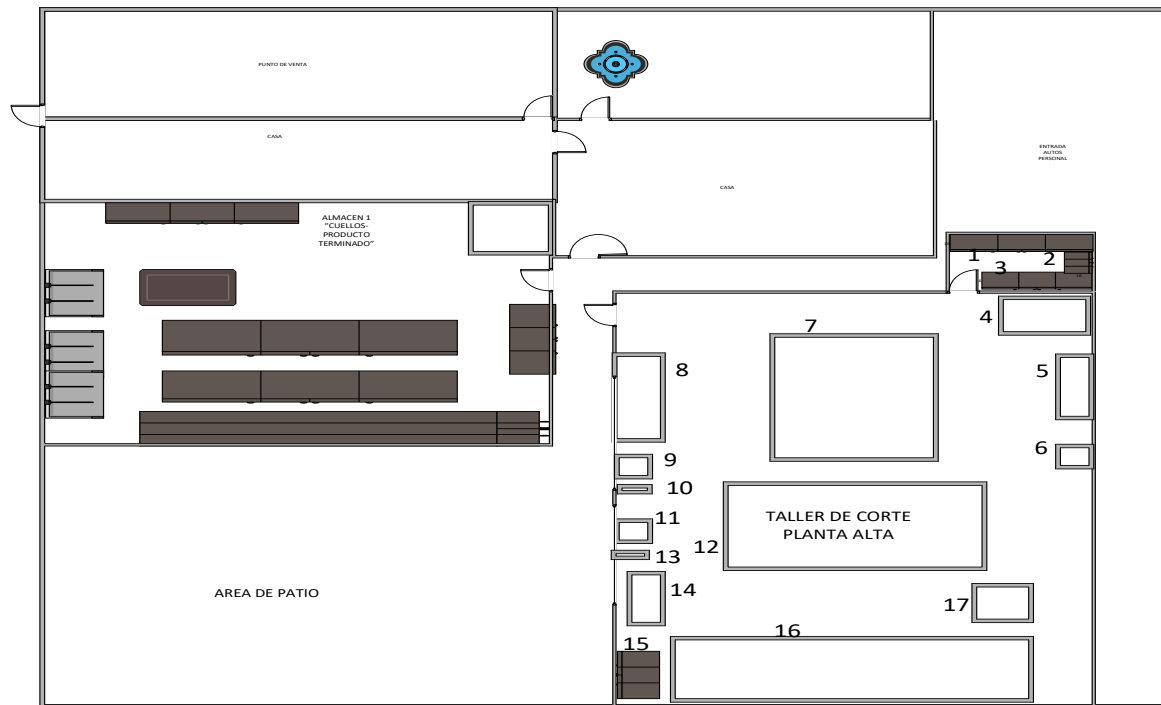 PUNTO DE VENTA
CASA
ENTRADA
AUTOS
PERSONAL
CASA
ALMACEN 1
"CUELLOS-
PRODUCTO
TERMINADO"
1
2
3
4
7
5
8
6
9
10
11
TALLER DE CORTE
PLANTA ALTA
12
13
14
AREA DE PATIO
17
16
15